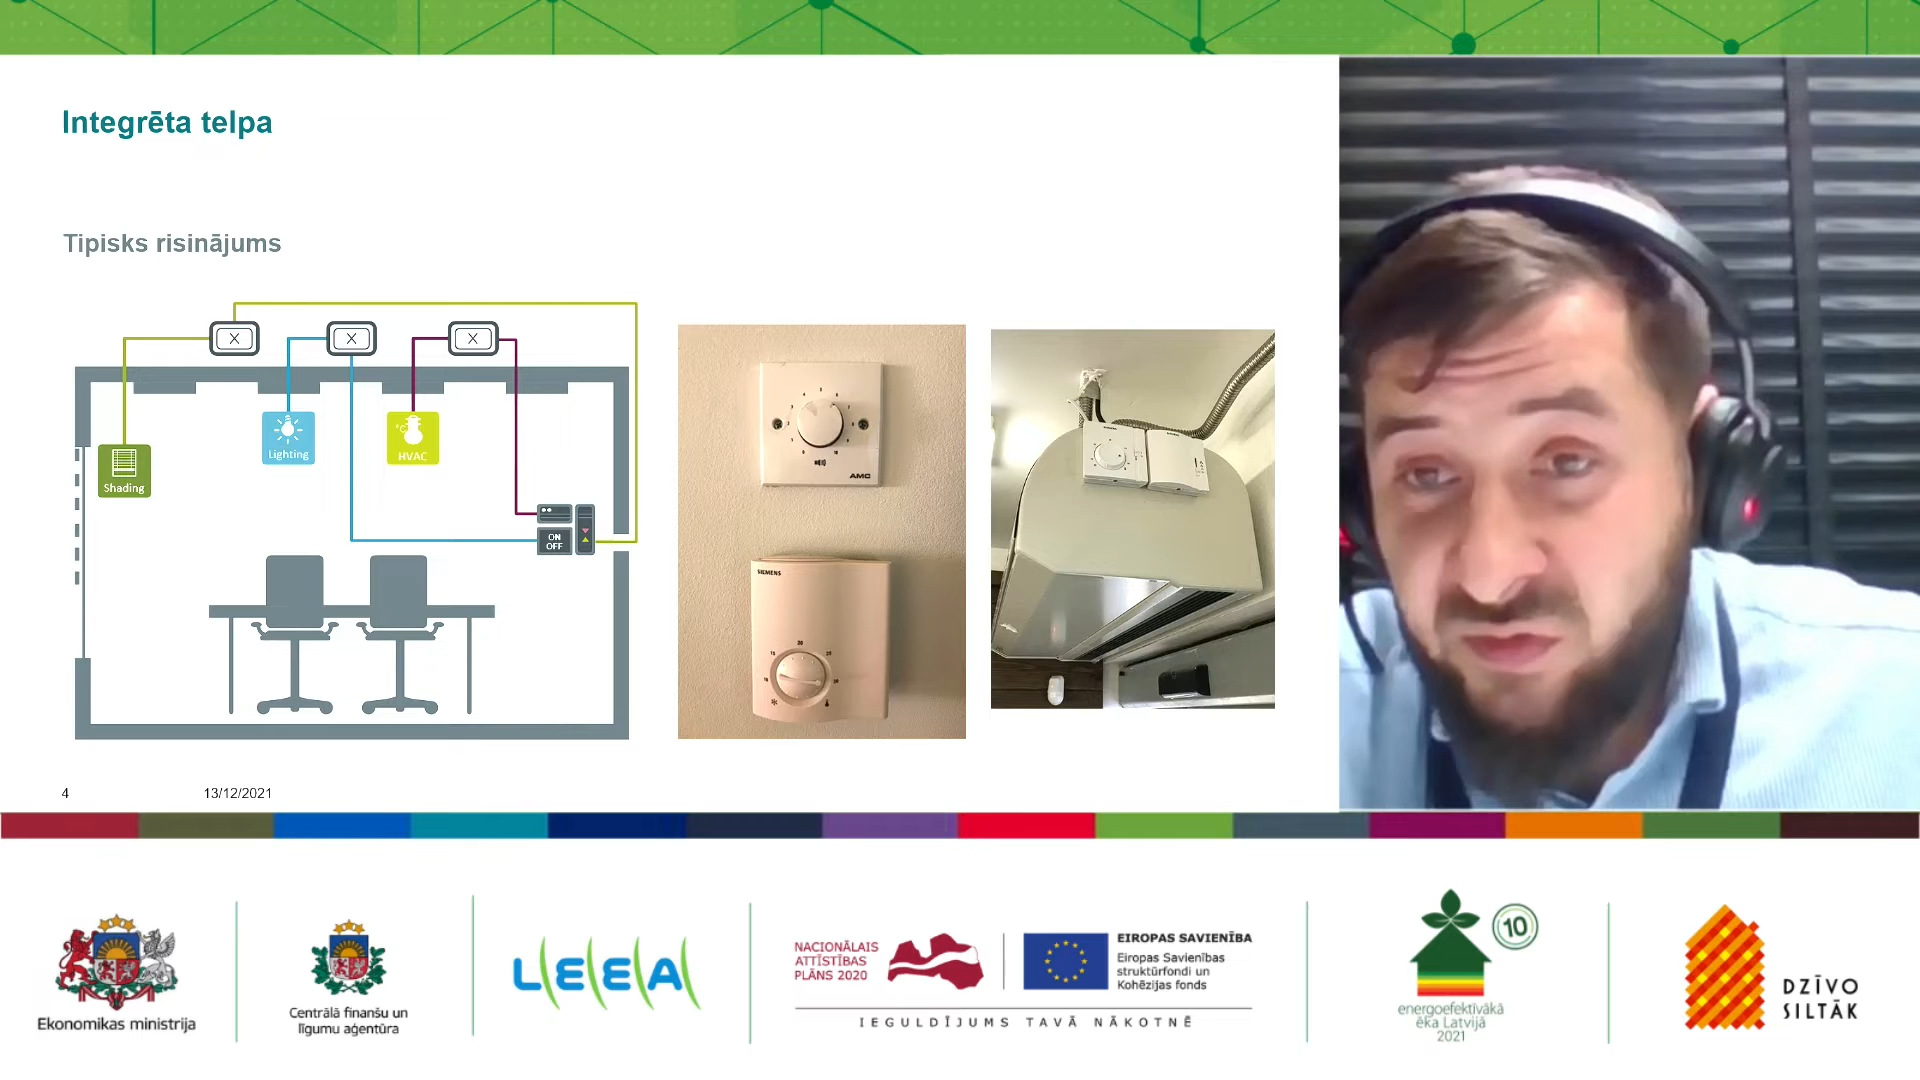 Integrēta telpa
Tipisks risinājums
X
X
X
Shading
Lighting
°C
HVAC
ON
OFF
AMC
SIEMENS
4
13/12/2021
Ekonomikas ministrija
Centrālā finanšu un
līgumu aģentūra
LEEA
NACIONĀLAIS
ATTĪSTĪBAS
PLĀNS 2020
EIROPAS SAVIENĪBA
Eiropas Savienības
struktūrfondi un
Kohēzijas fonds
IEGULDĪJUMS TAVĀ NĀKOTNĒ
10
energoefektīvākā
ēka Latvijā
2021
DZĪVO
SILTĀK